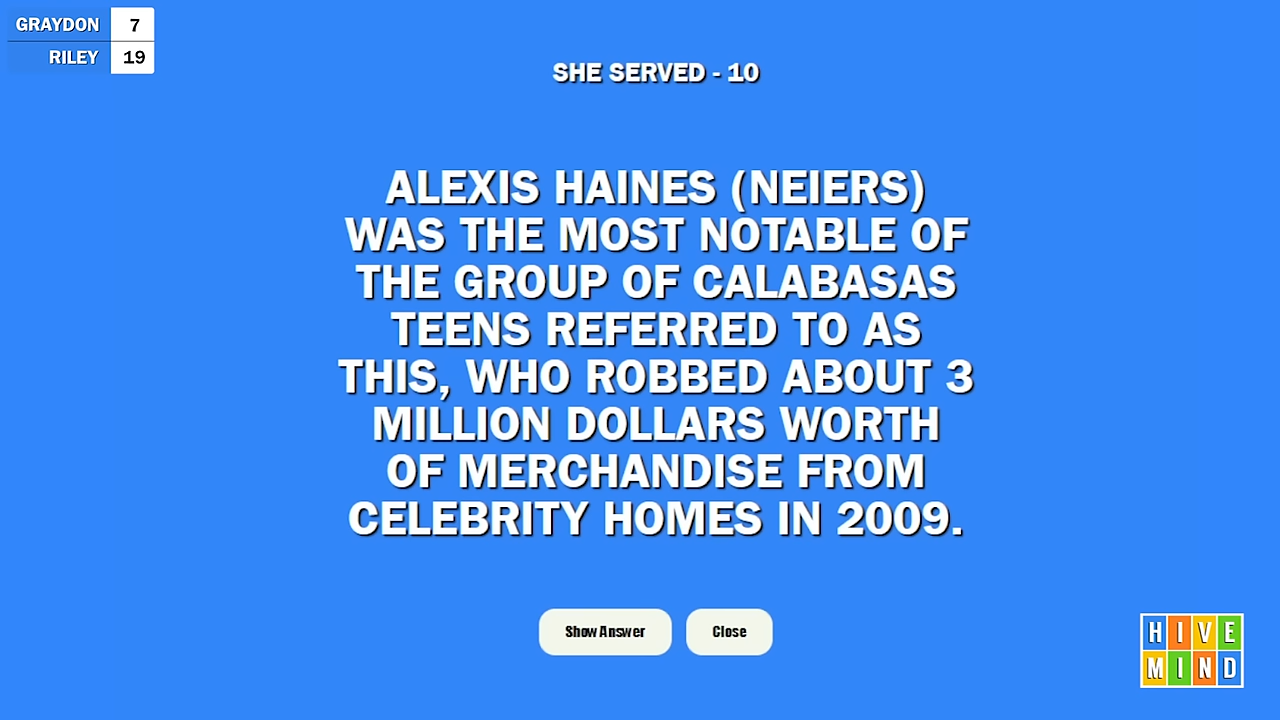 GRAYDON 7
RILEY 19
SHE SERVED - 10
ALEXIS HAINES (NEIERS)
WAS THE MOST NOTABLE OF
THE GROUP OF CALABASAS
TEENS REFERRED TO AS
THIS, WHO ROBBED ABOUT 3
MILLION DOLLARS WORTH
OF MERCHANDISE FROM
CELEBRITY HOMES IN 2009.
Show Answer Close
HIVE
MIND